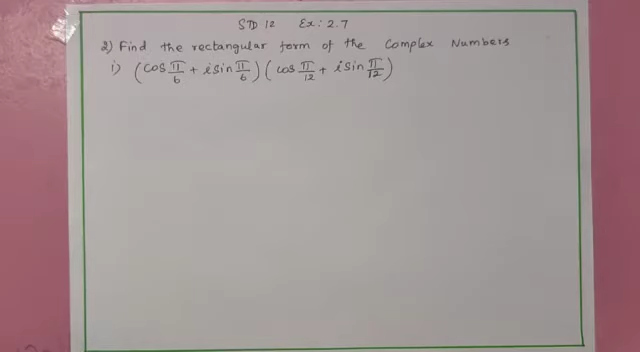 STD 12 Ex: 2.7
2) Find the rectangular form of the Complex Numbers
i) (cos π/6 + i sin π/6) (cos π/12 + i sin π/12)